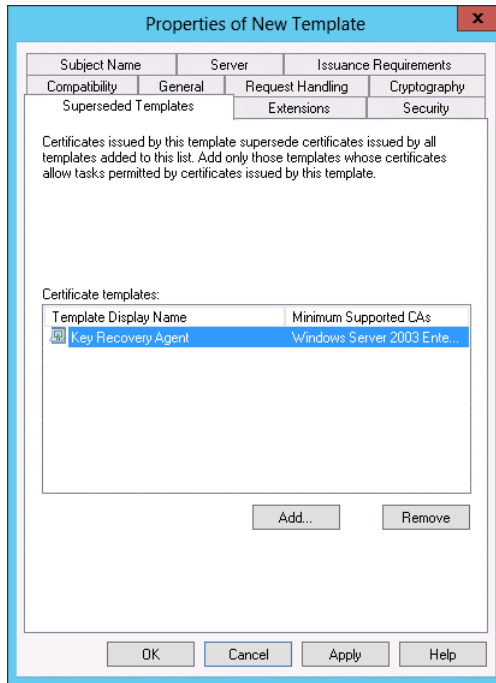 Properties of New Template
x
Subject Name Server Issuance Requirements
Compatibility General Request Handling Cryptography
Superseded Templates Extensions Security
Certificates issued by this template supersede certificates issued by all
templates added to this list. Add only those templates whose certificates
allow tasks permitted by certificates issued by this template.
Certificate templates:
Template Display Name Minimum Supported CAs
Key Recovery Agent Windows Server 2003 Ente...
Add... Remove
OK Cancel Apply Help